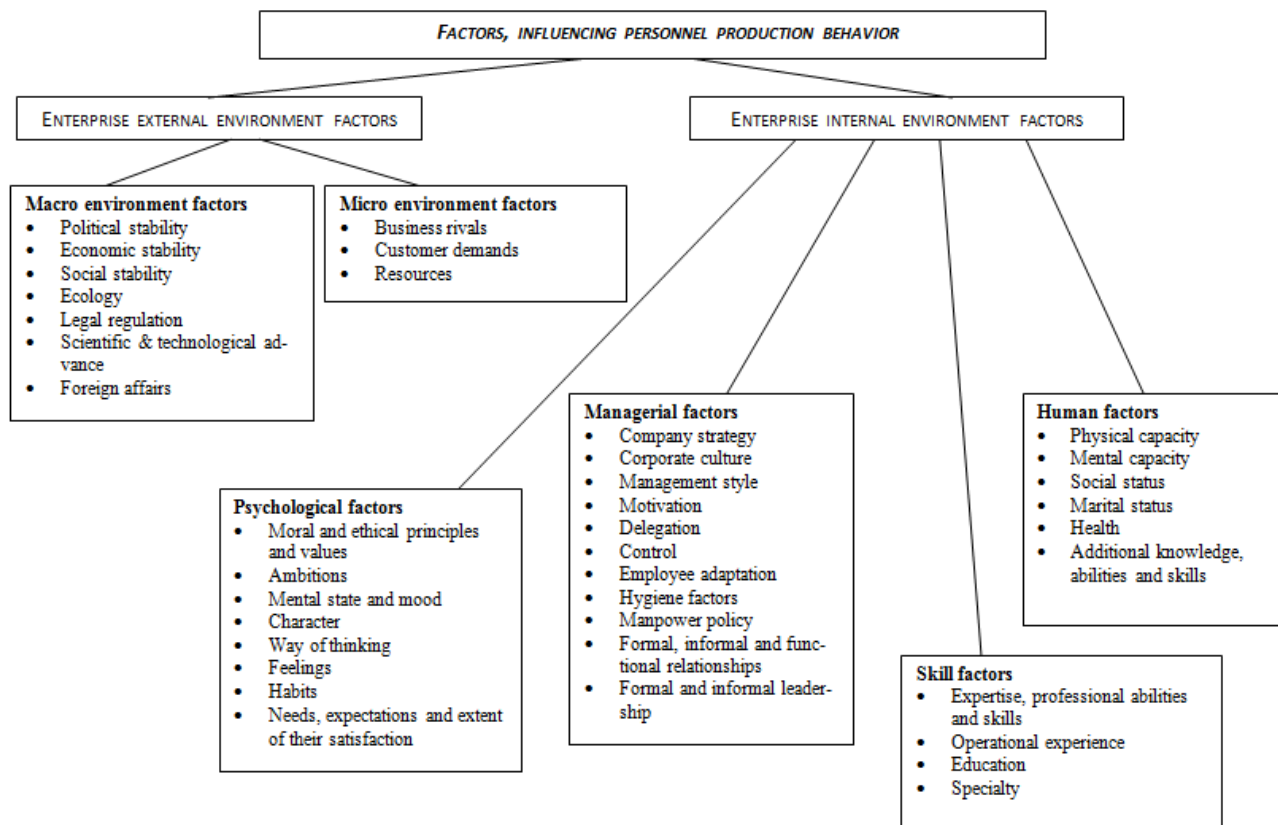 FACTORS, INFLUENCING PERSONNEL PRODUCTION BEHAVIOR
ENTERPRISE EXTERNAL ENVIRONMENT FACTORS
ENTERPRISE INTERNAL ENVIRONMENT FACTORS
Macro environment factors
• Political stability
• Economic stability
• Social stability
• Ecology
• Legal regulation
• Scientific & technological ad-
vance
• Foreign affairs
Micro environment factors
• Business rivals
• Customer demands
• Resources
Psychological factors
• Moral and ethical principles
and values
• Ambitions
• Mental state and mood
• Character
• Way of thinking
• Feelings
• Habits
• Needs, expectations and extent
of their satisfaction
Managerial factors
• Company strategy
• Corporate culture
• Management style
• Motivation
• Delegation
• Control
• Employee adaptation
• Hygiene factors
• Manpower policy
• Formal, informal and func-
tional relationships
• Formal and informal leader-
ship
Skill factors
• Expertise, professional abilities
and skills
• Operational experience
• Education
• Specialty
Human factors
• Physical capacity
• Mental capacity
• Social status
• Marital status
• Health
• Additional knowledge,
abilities and skills